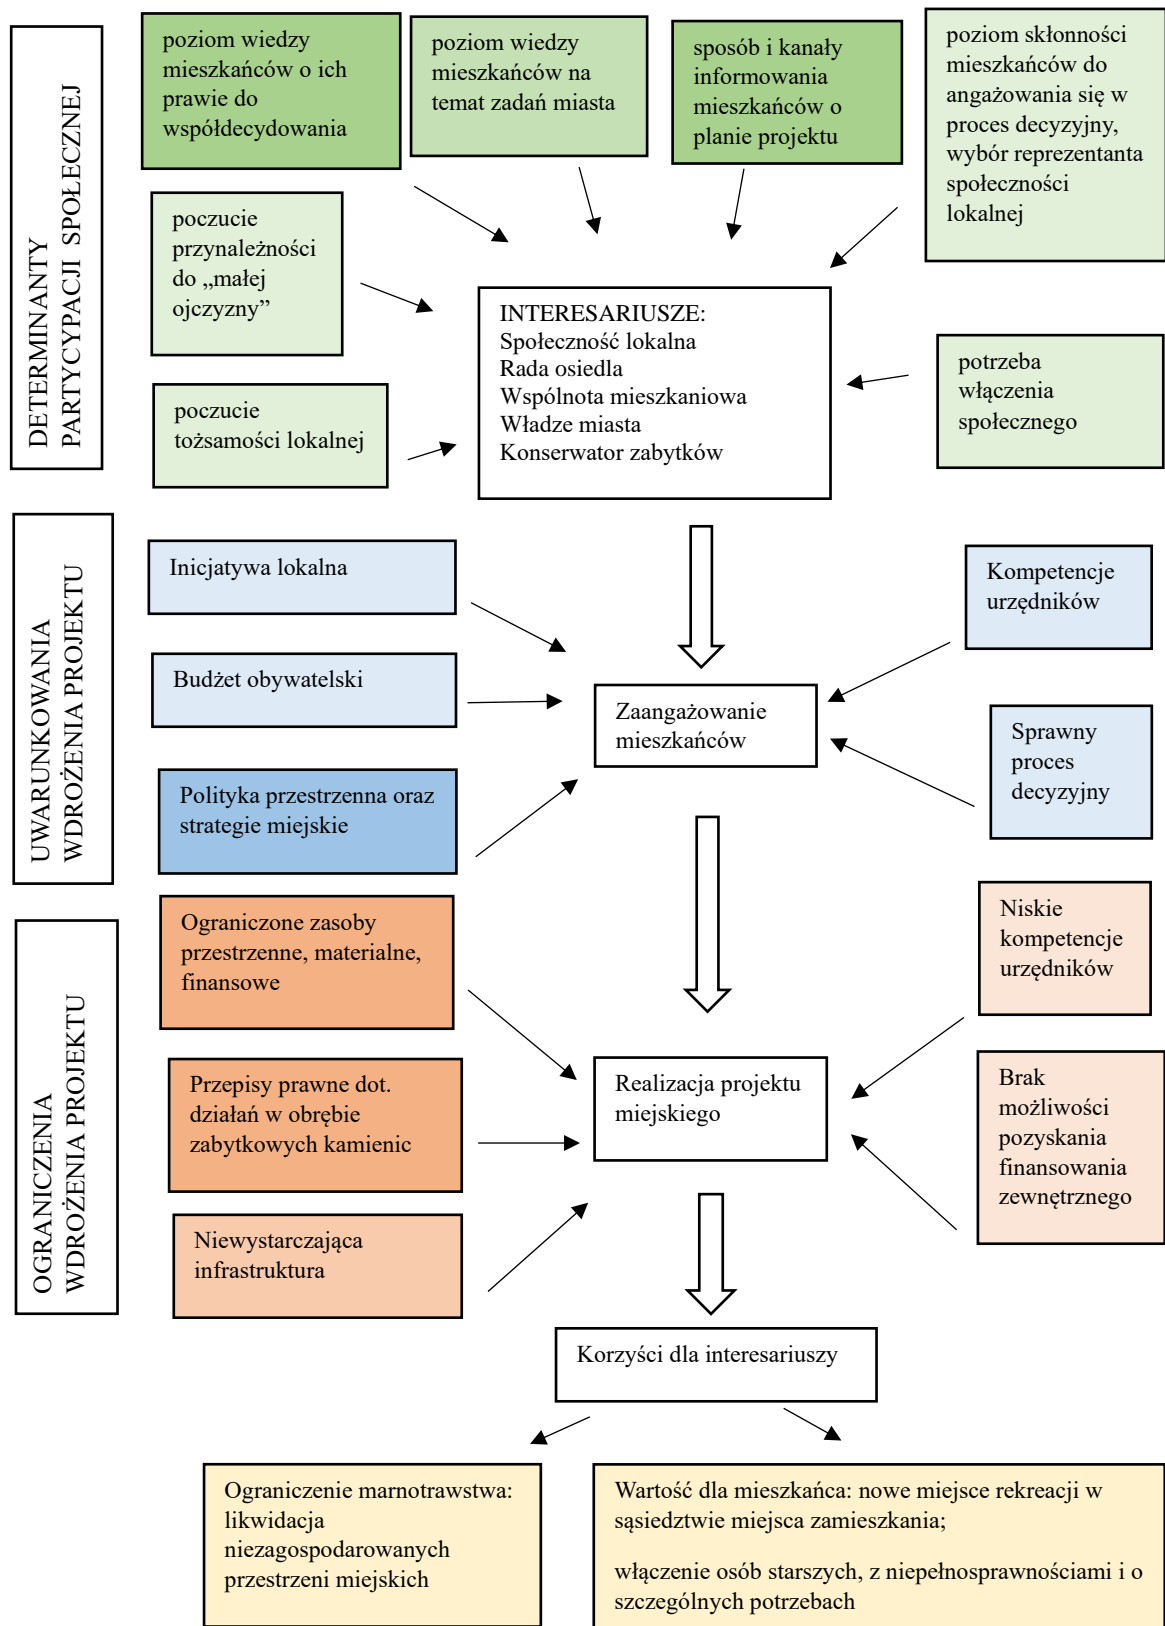 DETERMINANTY
PARTYCYPACJI SPOŁECZNEJ
poziom wiedzy
mieszkańców o ich
prawie do
współdecydowania
poziom wiedzy
mieszkańców na
temat zadań miasta
sposób i kanały
informowania
mieszkańców o
planie projektu
poziom skłonności
mieszkańców do
angażowania się w
proces decyzyjny,
wybór reprezentanta
społeczności
lokalnej
poczucie
przynależności
do „małej
ojczyzny”
poczucie
tożsamości lokalnej
INTERESARIUSZE:
Społeczność lokalna
Rada osiedla
Wspólnota mieszkaniowa
Władze miasta
Konserwator zabytków
potrzeba
włączenia
społecznego
UWARUNKOWANIA
WDROŻENIA PROJEKTU
Inicjatywa lokalna
Budżet obywatelski
Polityka przestrzenna oraz
strategie miejskie
Zaangażowanie
mieszkańców
Kompetencje
urzędników
Sprawny
proces
decyzyjny
OGRANICZENIA
WDROŻENIA PROJEKTU
Ograniczone zasoby
przestrzenne, materialne,
finansowe
Przepisy prawne dot.
działań w obrębie
zabytkowych kamienic
Niewystarczająca
infrastruktura
Realizacja projektu
miejskiego
Niskie
kompetencje
urzędników
Brak
możliwości
pozyskania
finansowania
zewnętrznego
Korzyści dla interesariuszy
Ograniczenie marnotrawstwa:
likwidacja
niezagospodarowanych
przestrzeni miejskich
Wartość dla mieszkańca: nowe miejsce rekreacji w
sąsiedztwie miejsca zamieszkania;
włączenie osób starszych, z niepełnosprawnościami i o
szczególnych potrzebach